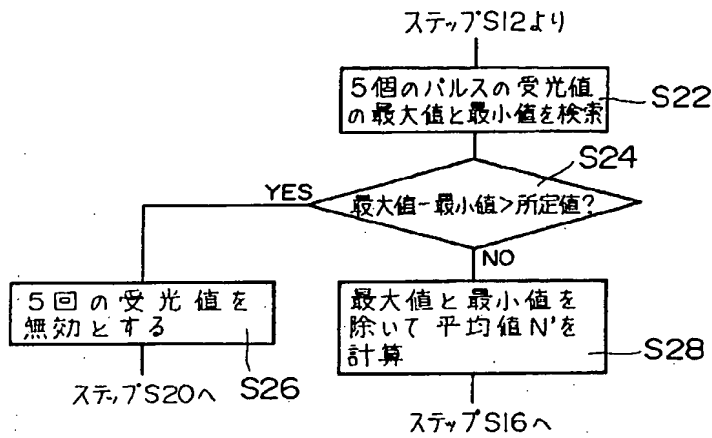 ステップS12より
5個のパルスの受光値
の最大値と最小値を検索
S22
S24
最大値-最小値>所定値?
YES
NO
5回の受光値を
無効とする
S26
最大値と最小値を
除いて平均値N'を
計算
S28
ステップS20へ
ステップS16へ